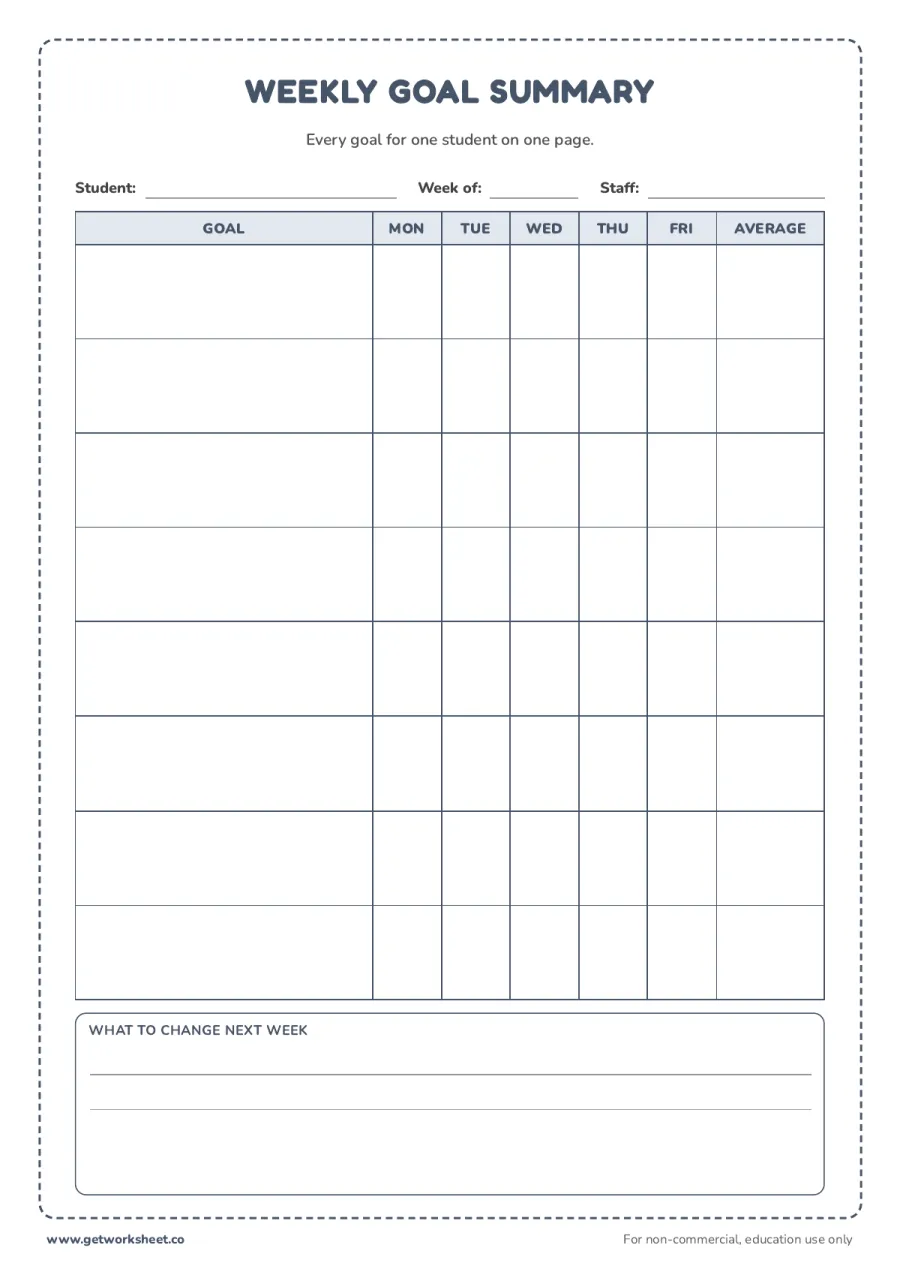 WEEKLY GOAL SUMMARY
Every goal for one student on one page.
Student: Week of: Staff:
GOAL MON TUE WED THU FRI AVERAGE
WHAT TO CHANGE NEXT WEEK
www.getworksheet.co For non-commercial, education use only